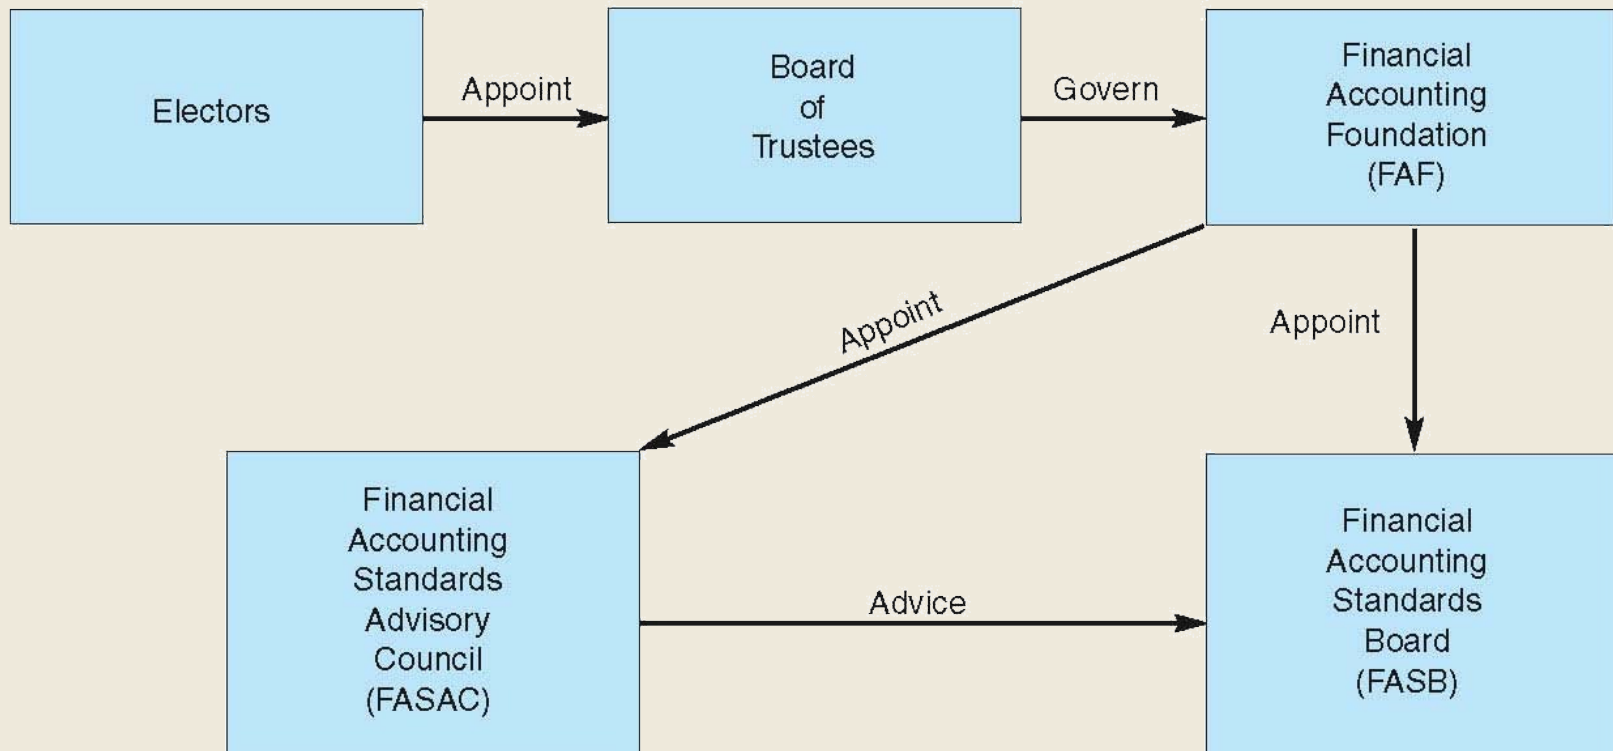 Electors
Appoint
Board
of
Trustees
Govern
Financial
Accounting
Foundation
(FAF)
Appoint
Appoint
Financial
Accounting
Standards
Advisory
Council
(FASAC)
Advice
Financial
Accounting
Standards
Board
(FASB)